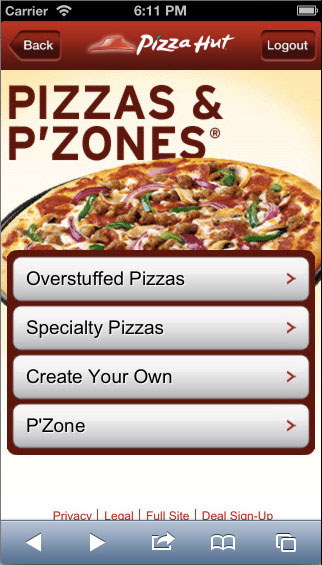 Carrier 6:11 PM
Back Pizza Hut Logout
PIZZAS &
P'ZONES®
Overstuffed Pizzas
Specialty Pizzas
Create Your Own
P'Zone
Privacy | Legal | Full Site | Deal Sign-Up